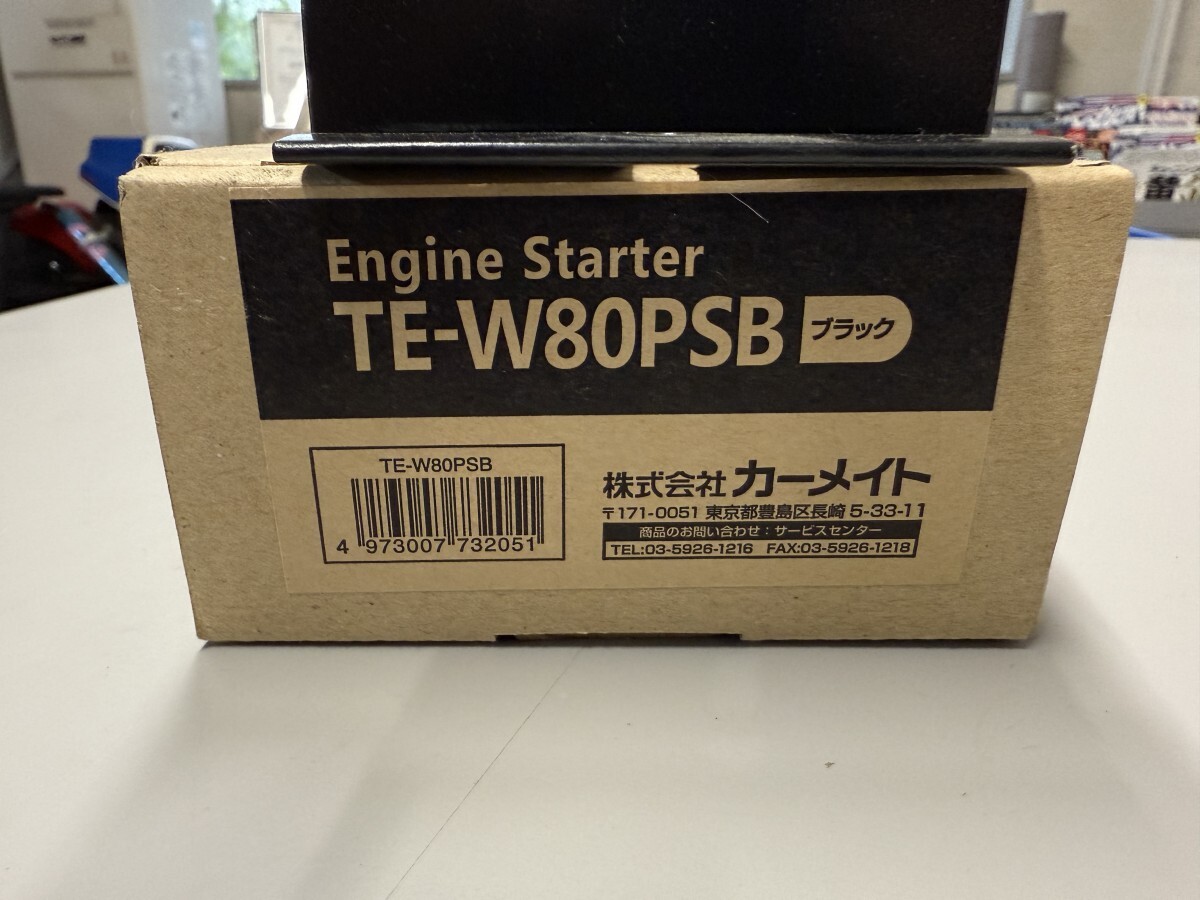 Engine Starter
TE-W80PSB ブラック
TE-W80PSB
4 973007 732051
株式会社 カーメイト
〒171-0051 東京都豊島区長崎 5-33-11
商品のお問い合わせ:サービスセンター
TEL:03-5926-1216 FAX:03-5926-1218